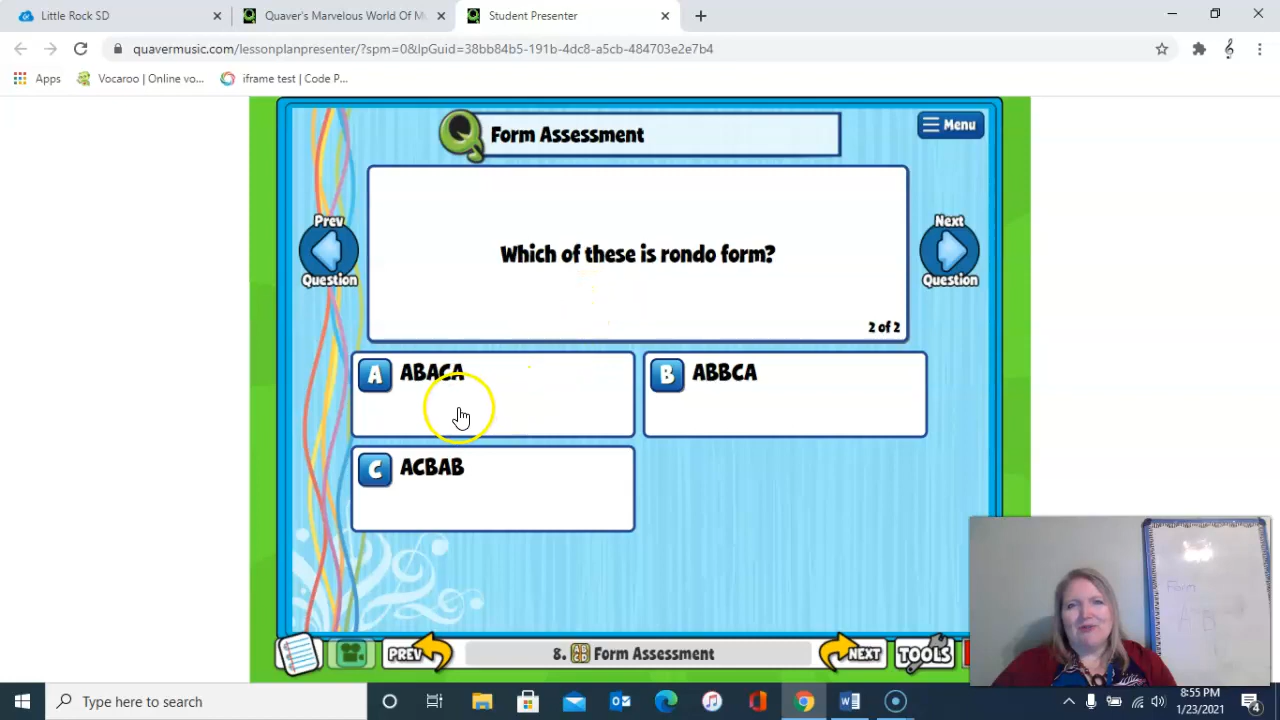 Little Rock SD
Quaver's Marvelous World Of M
Student Presenter
quavermusic.com/lessonplanpresenter/?spm=0&lpGuid=38bb84b5-191b-4dc8-a5cb-484703e2e7b4
Apps
Vocaroo | Online vo...
iframe test | Code P...
Form Assessment
Menu
Prev
Question
Next
Question
Which of these is rondo form?
2 of 2
A ABACA
B ABBCA
C ACBAB
Form
PREV
8. Form Assessment
NEXT
TOOLS
Type here to search
8:55 PM
1/23/2021
4